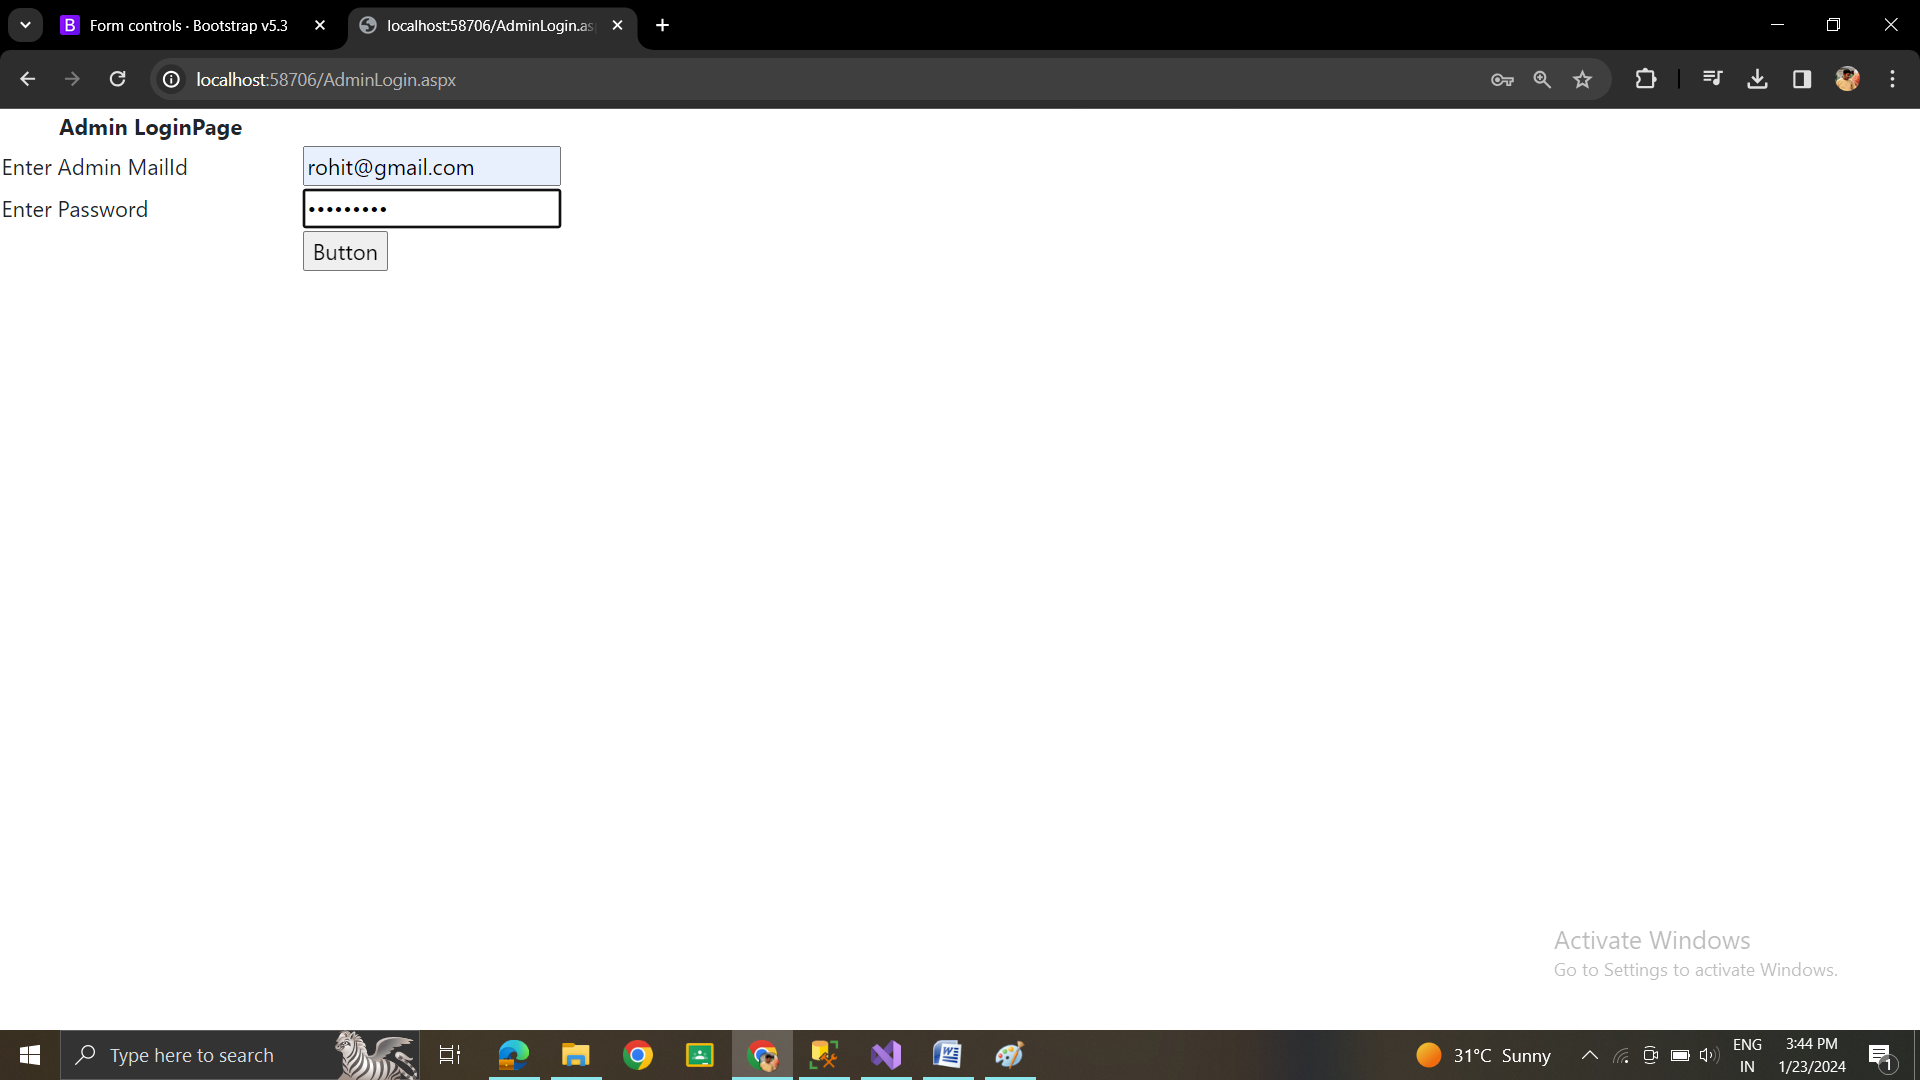 Form controls · Bootstrap v5.3
localhost:58706/AdminLogin.as
localhost:58706/AdminLogin.aspx
Admin LoginPage
Enter Admin MailId
rohit@gmail.com
Enter Password
•••••••••
Button
Activate Windows
Go to Settings to activate Windows.
Type here to search
31°C Sunny
ENG
IN
3:44 PM
1/23/2024
1